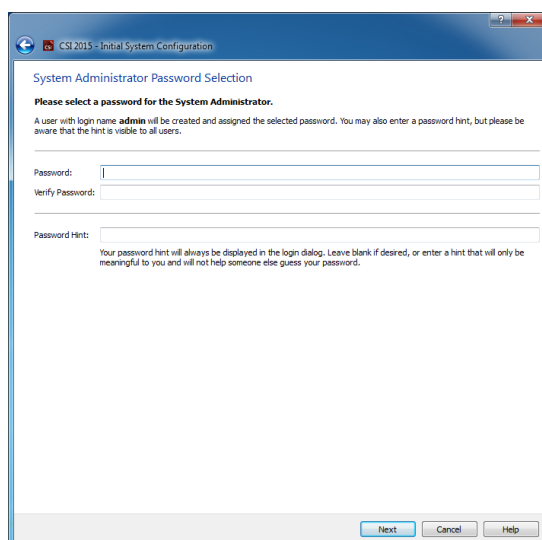 CSI 2015 - Initial System Configuration
System Administrator Password Selection
Please select a password for the System Administrator.
A user with login name admin will be created and assigned the selected password. You may also enter a password hint, but please be
aware that the hint is visible to all users.
Password:
Verify Password:
Password Hint:
Your password hint will always be displayed in the login dialog. Leave blank if desired, or enter a hint that will only be
meaningful to you and will not help someone else guess your password.
Next Cancel Help